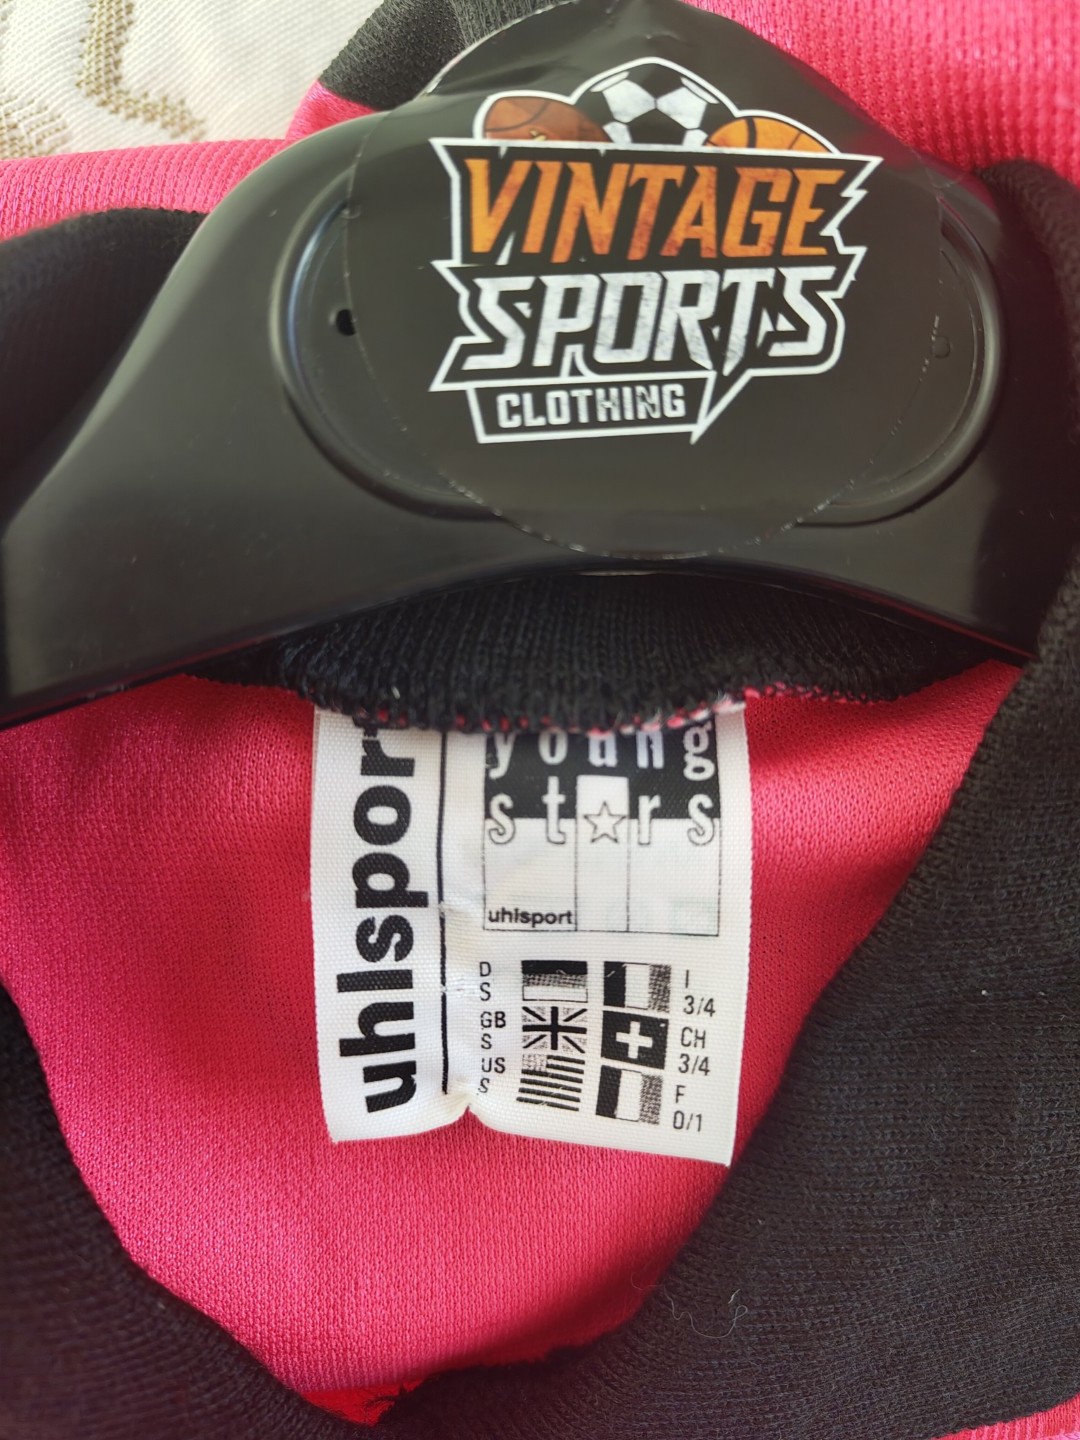 VINTAGE
SPORTS
CLOTHING
uhlsport
young
st☆rs
uhlsport
D
S
GB
S
US
S
I
3/4
CH
3/4
F
0/1